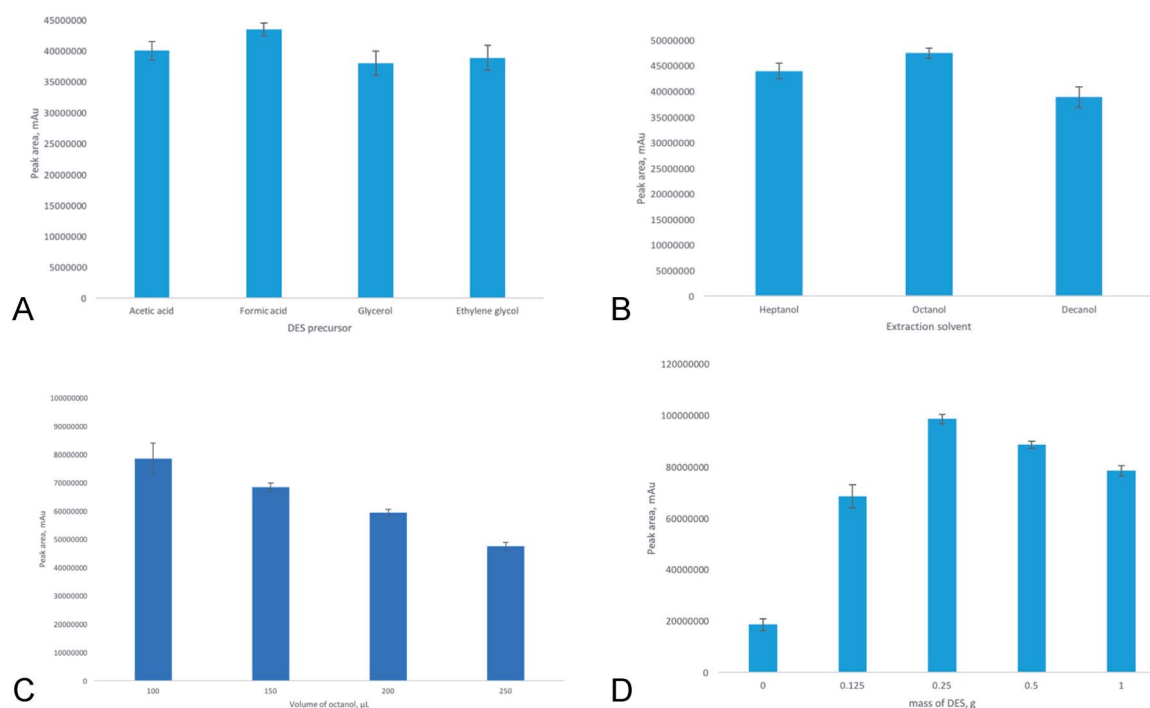 45000000
40000000
35000000
30000000
25000000
20000000
15000000
10000000
5000000
0
Peak area, mAu
Acetic acid Formic acid Glycerol Ethylene glycol
DES precursor
A
50000000
45000000
40000000
35000000
30000000
25000000
20000000
15000000
10000000
5000000
0
Peak area, mAu
Heptanol Octanol Decanol
Extraction solvent
B
100000000
90000000
80000000
70000000
60000000
50000000
40000000
30000000
20000000
10000000
0
Peak area, mAu
100 150 200 250
Volume of octanol, µL
C
120000000
100000000
80000000
60000000
40000000
20000000
0
Peak area, mAu
0 0.125 0.25 0.5 1
mass of DES, g
D